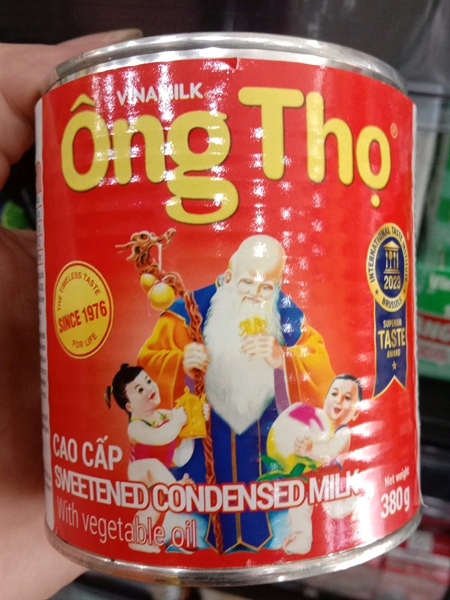 VINAMILK
Ông Thọ
®
INTERNATIONAL TASTE INSTITUTE
2023
BRUSSELS
SUPERIOR
TASTE
AWARD
THE TIMELESS TASTE
SINCE 1976
FOR LIFE
CAO CẤP
SWEETENED CONDENSED MILK
With vegetable oil
Net weight
380g